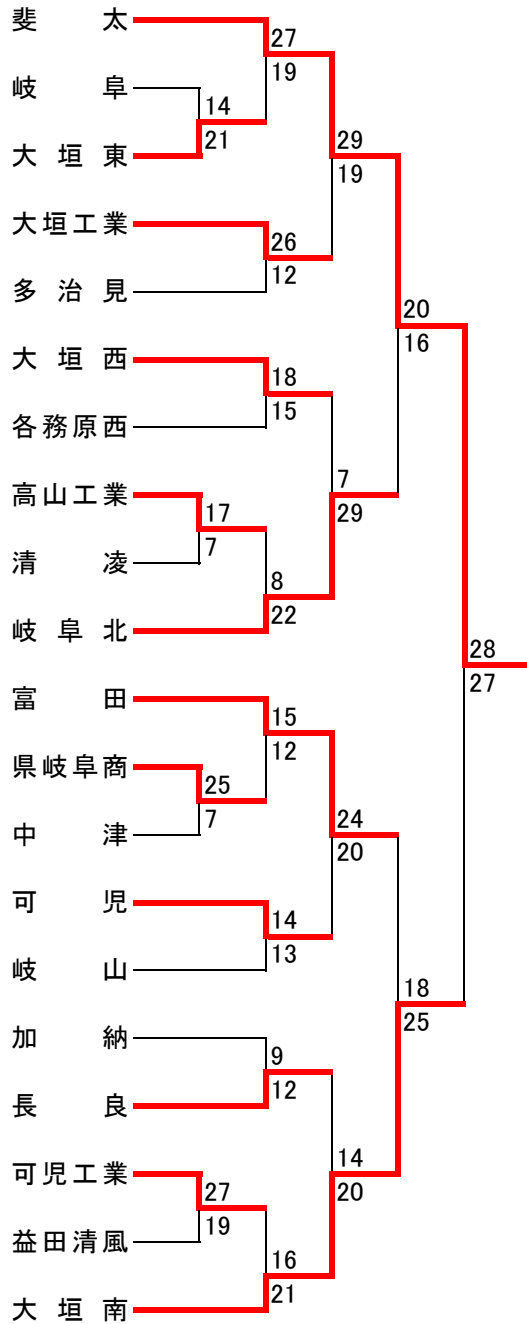 斐太
27
19
岐阜
14
21
大垣東
29
19
大垣工業
26
12
多治見
20
16
大垣西
18
15
各務原西
7
29
高山工業
17
7
清凌
8
22
岐阜北
28
27
富田
15
12
県岐阜商
25
7
中津
24
20
可児
14
13
岐山
18
25
加納
9
12
長良
14
20
可児工業
27
19
益田清風
16
21
大垣南